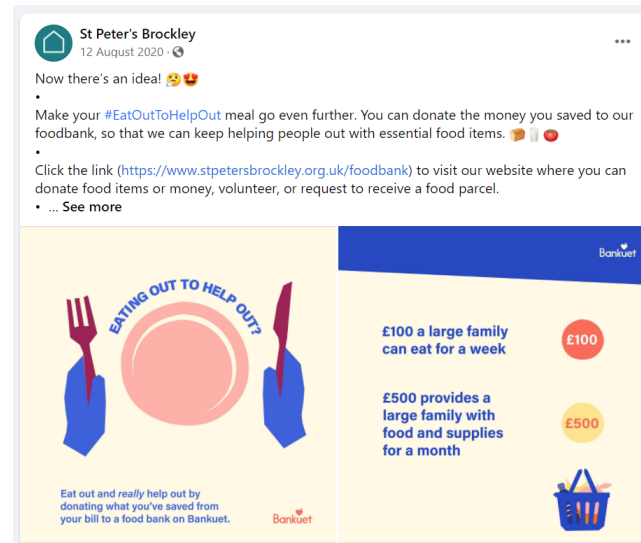 St Peter's Brockley
12 August 2020 ·
Now there's an idea! 🤔😍
•
Make your #EatOutToHelpOut meal go even further. You can donate the money you saved to our
foodbank, so that we can keep helping people out with essential food items. 🍞🥛🍅
•
Click the link (https://www.stpetersbrockley.org.uk/foodbank) to visit our website where you can
donate food items or money, volunteer, or request to receive a food parcel.
• ... See more
EATING OUT TO HELP OUT?
Eat out and really help out by
donating what you've saved from
your bill to a food bank on Bankuet.
Bankuet
Bankuet
£100 a large family
can eat for a week
£100
£500 provides a
large family with
food and supplies
for a month
£500